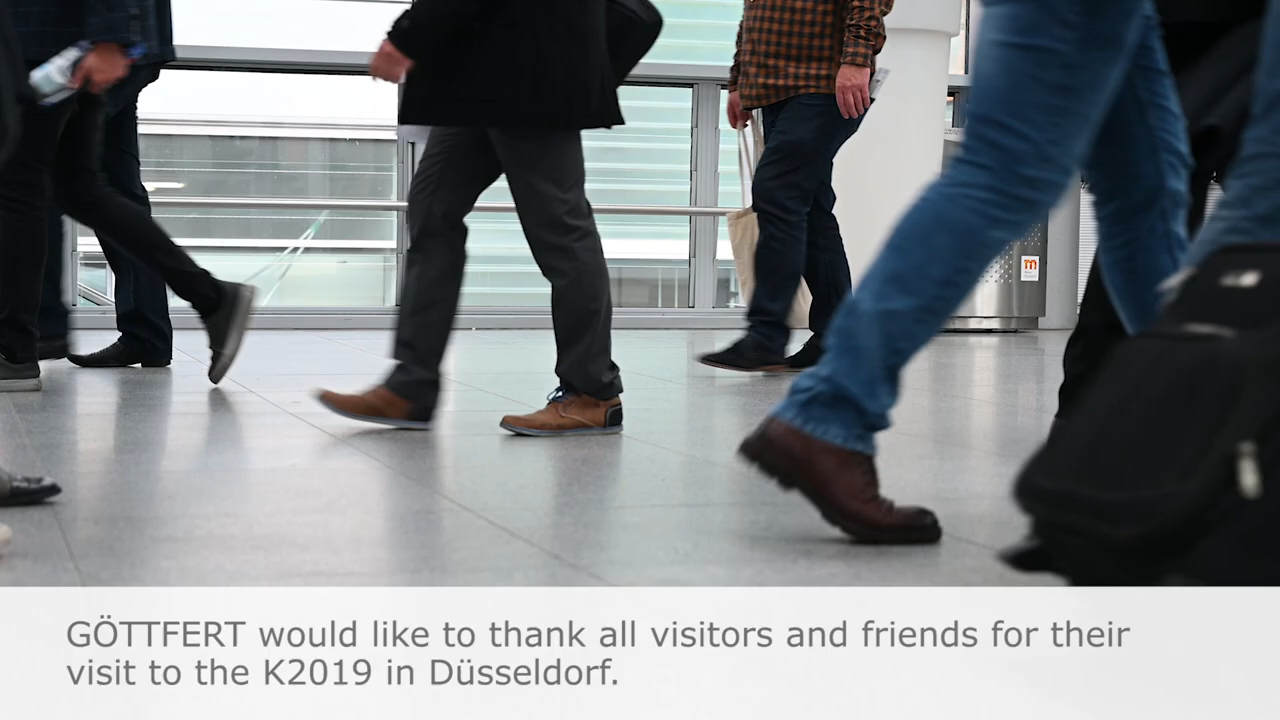 GÖTTFERT would like to thank all visitors and friends for their
visit to the K2019 in Düsseldorf.